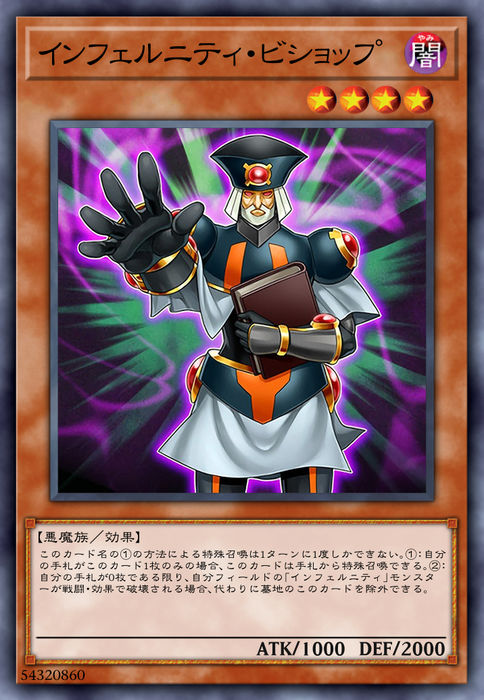 インフェルニティ・ビショップ
やみ
闇
【悪魔族／効果】
このカード名の①の方法による特殊召喚は1ターンに1度しかできない。①：自分
の手札がこのカード1枚のみの場合、このカードは手札から特殊召喚できる。②：
自分の手札が0枚である限り、自分フィールドの「インフェルニティ」モンスタ
ーが戦闘・効果で破壊される場合、代わりに墓地のこのカードを除外できる。
ATK/1000 DEF/2000
54320860